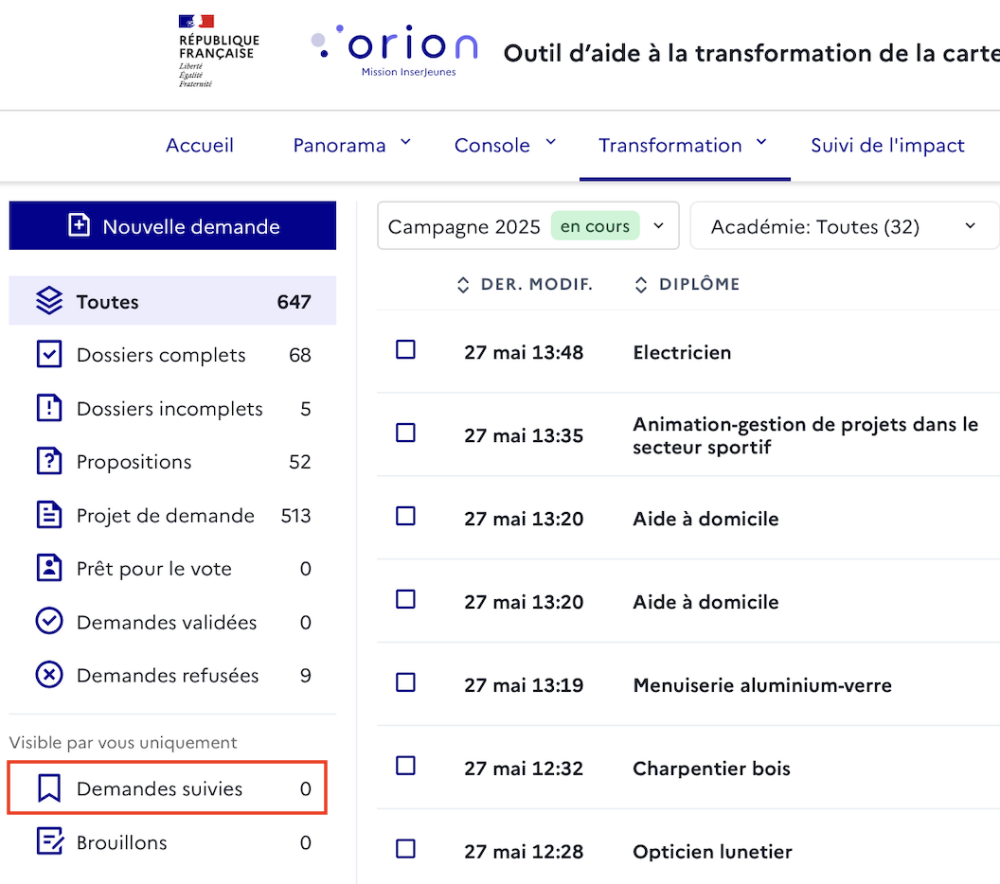 RÉPUBLIQUE
FRANÇAISE
Liberté
Égalité
Fraternité
orion
Mission InserJeunes
Outil d’aide à la transformation de la carte
Accueil
Panorama
Console
Transformation
Suivi de l'impact
Nouvelle demande
Toutes 647
Dossiers complets 68
Dossiers incomplets 5
Propositions 52
Projet de demande 513
Prêt pour le vote 0
Demandes validées 0
Demandes refusées 9
Visible par vous uniquement
Demandes suivies 0
Brouillons 0
Campagne 2025 en cours
Académie: Toutes (32)
DER. MODIF. DIPLÔME
27 mai 13:48 Electricien
27 mai 13:35 Animation-gestion de projets dans le
secteur sportif
27 mai 13:20 Aide à domicile
27 mai 13:20 Aide à domicile
27 mai 13:19 Menuiserie aluminium-verre
27 mai 12:32 Charpentier bois
27 mai 12:28 Opticien lunetier